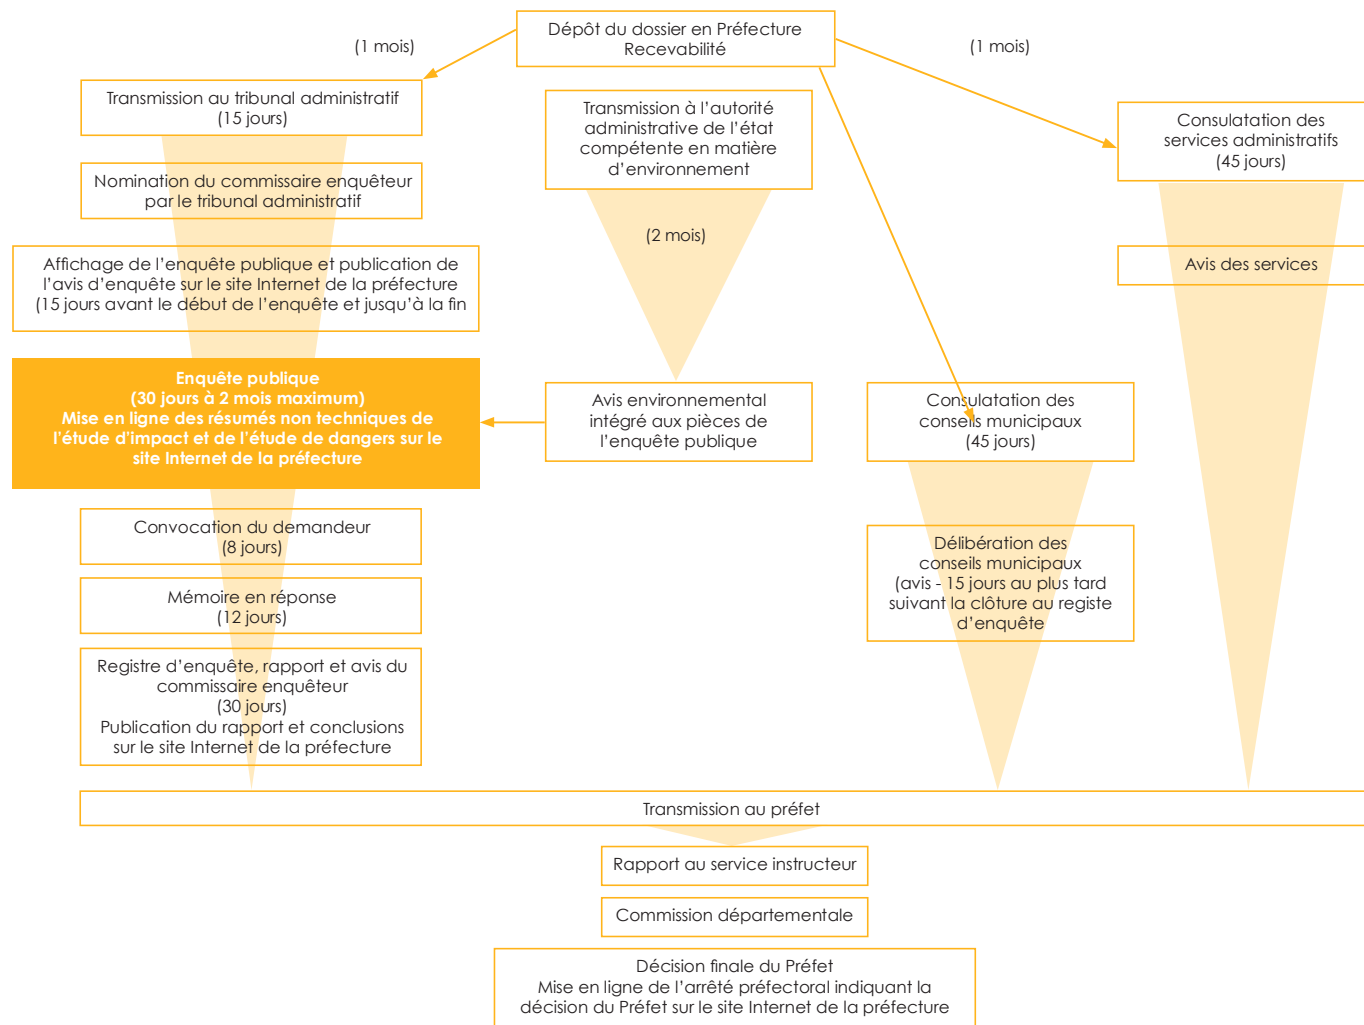 Dépôt du dossier en Préfecture
Recevabilité
(1 mois)
(1 mois)
Transmission au tribunal administratif
(15 jours)
Transmission à l'autorité
administrative de l'état
compétente en matière
d'environnement
Consulatation des
services administratifs
(45 jours)
Nomination du commissaire enquêteur
par le tribunal administratif
(2 mois)
Affichage de l'enquête publique et publication de
l'avis d'enquête sur le site Internet de la préfecture
(15 jours avant le début de l'enquête et jusqu'à la fin
Avis des services
Enquête publique
(30 jours à 2 mois maximum)
Mise en ligne des résumés non techniques de
l'étude d'impact et de l'étude de dangers sur le
site Internet de la préfecture
Avis environnemental
intégré aux pièces de
l'enquête publique
Consulatation des
conseils municipaux
(45 jours)
Convocation du demandeur
(8 jours)
Délibération des
conseils municipaux
(avis - 15 jours au plus tard
suivant la clôture au registe
d'enquête
Mémoire en réponse
(12 jours)
Registre d'enquête, rapport et avis du
commissaire enquêteur
(30 jours)
Publication du rapport et conclusions
sur le site Internet de la préfecture
Transmission au préfet
Rapport au service instructeur
Commission départementale
Décision finale du Préfet
Mise en ligne de l'arrêté préfectoral indiquant la
décision du Préfet sur le site Internet de la préfecture